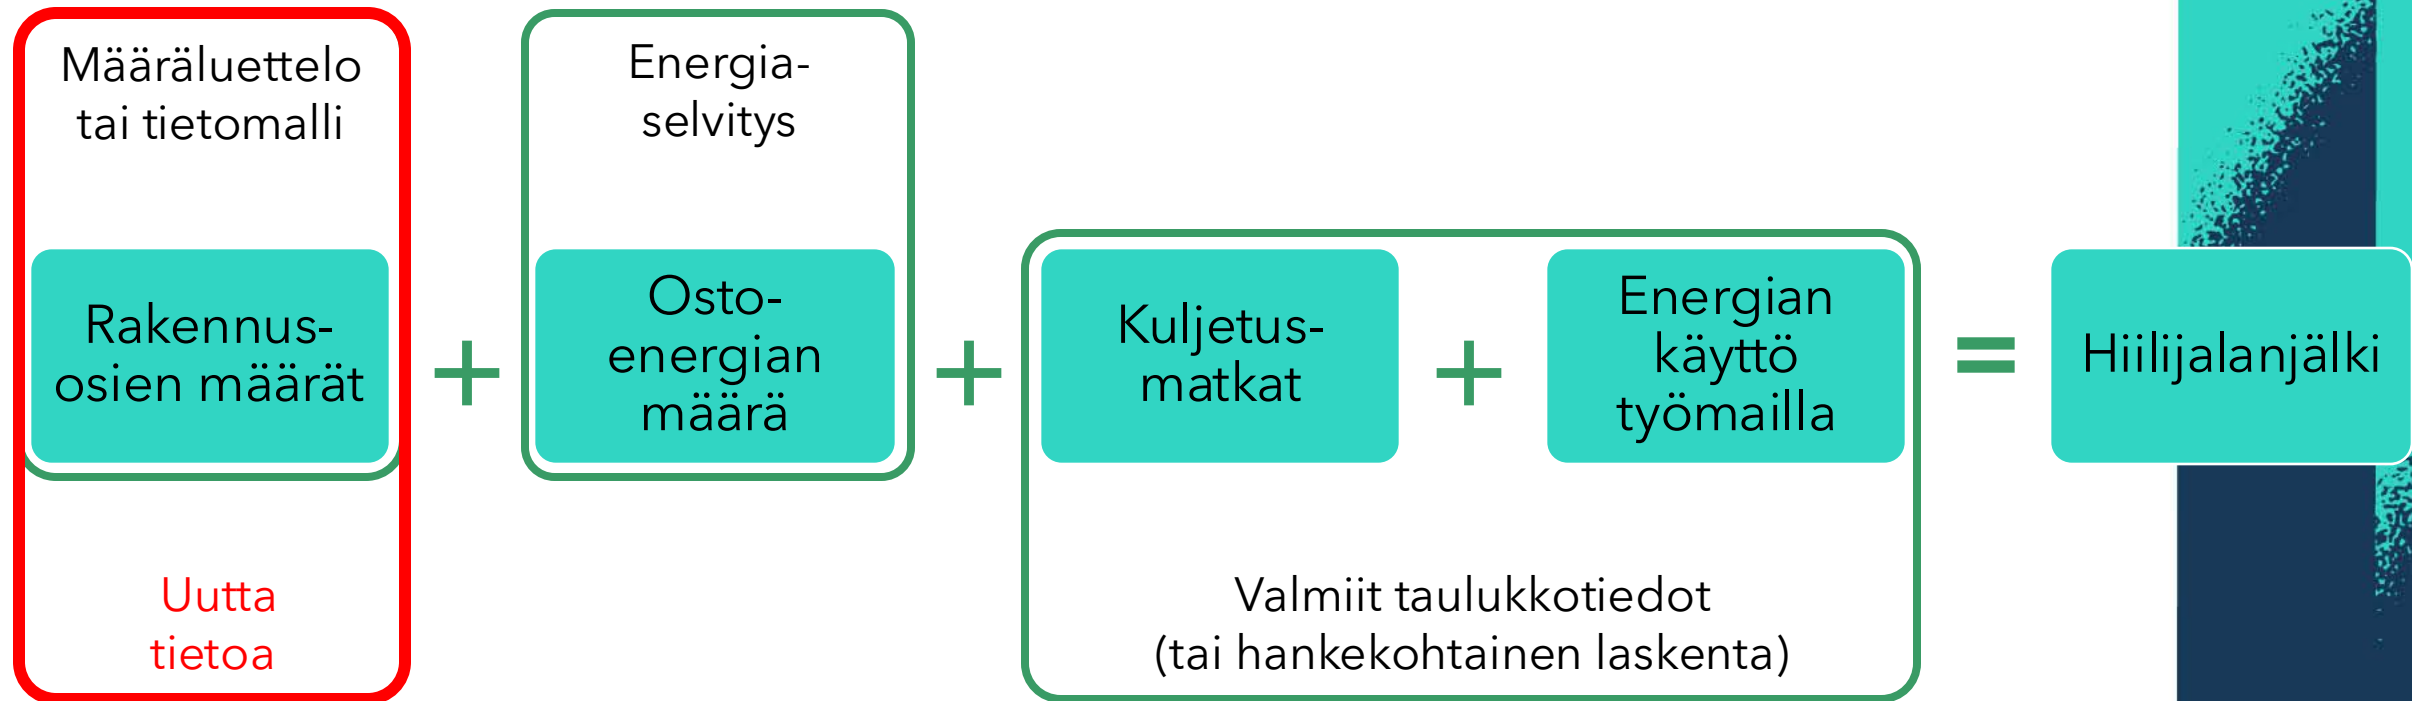 Määräluettelo
tai tietomalli
Rakennus-
osien määrät
Uutta
tietoa
+
Energia-
selvitys
Osto-
energian
määrä
+
Kuljetus-
matkat
+
Energian
käyttö
työmailla
Valmiit taulukkotiedot
(tai hankekohtainen laskenta)
=
Hiilijalanjälki